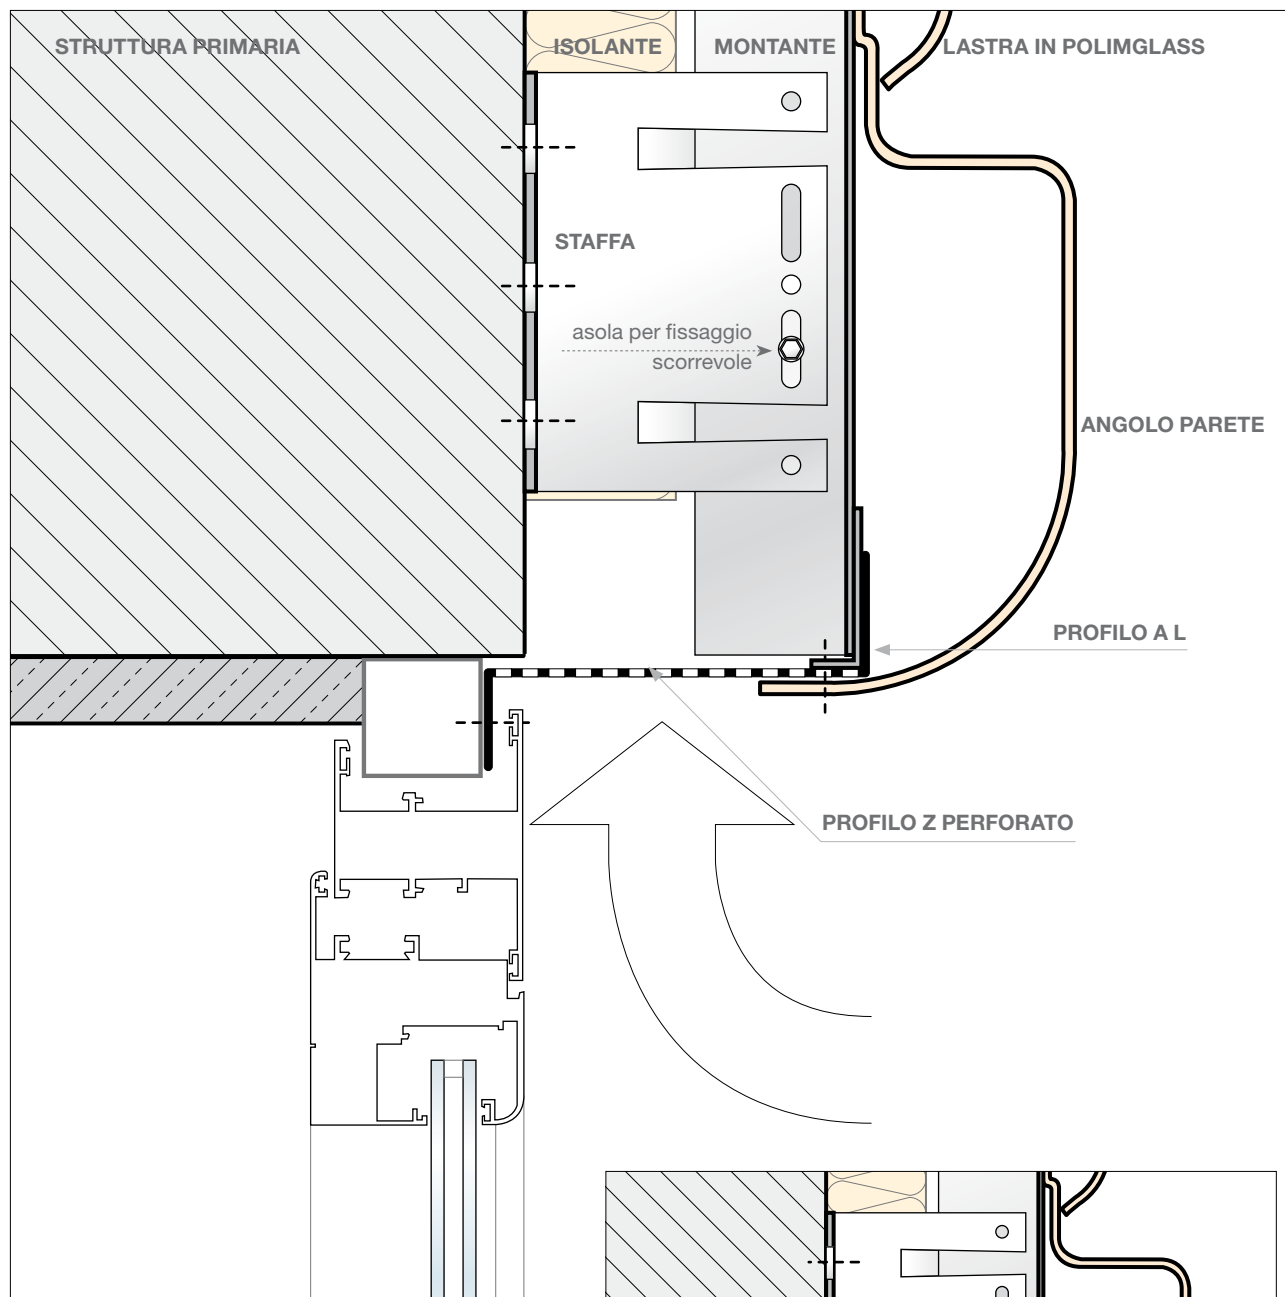 STRUTTURA PRIMARIA
ISOLANTE
MONTANTE
LASTRA IN POLIMGLASS
STAFFA
asola per fissaggio
scorrevole
ANGOLO PARETE
PROFILO A L
PROFILO Z PERFORATO